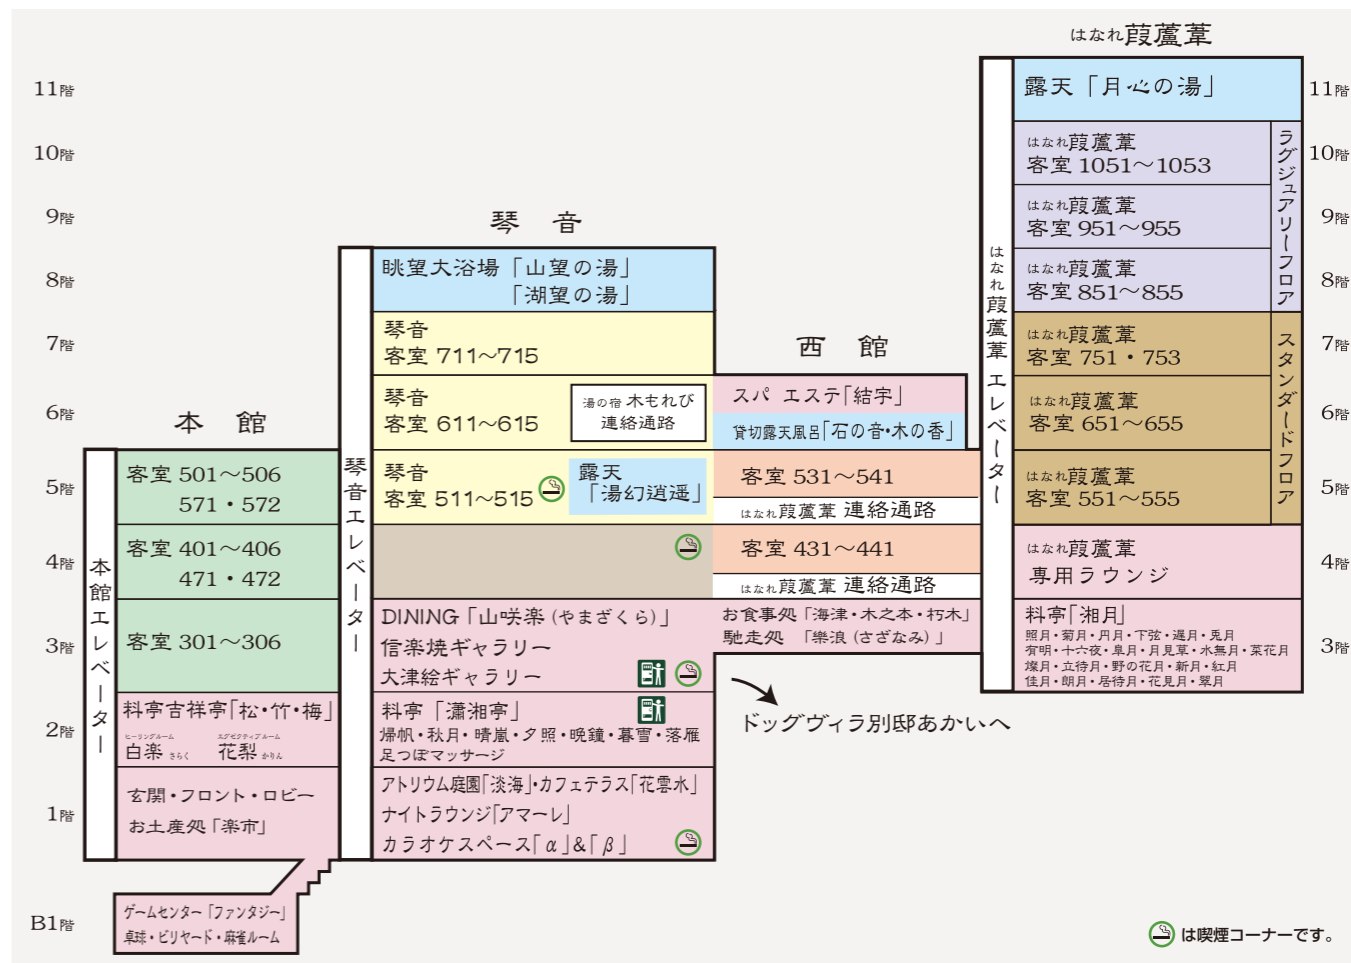 はなれ葭蘆葦
11階
10階
9階
8階
7階
6階
5階
4階
3階
2階
1階
B1階
本 館
本館エレベーター
客室 501〜506
571・572
客室 401〜406
471・472
客室 301〜306
料亭吉祥亭「松・竹・梅」
ヒーリングルーム
白楽 さらく
エグゼクティブルーム
花梨 かりん
玄関・フロント・ロビー
お土産処「楽市」
ゲームセンター「ファンタジー」
卓球・ビリヤード・麻雀ルーム
琴 音
琴音エレベーター
眺望大浴場「山望の湯」
「湖望の湯」
琴音
客室 711〜715
琴音
客室 611〜615
湯の宿 木もれび
連絡通路
琴音
客室 511〜515
露天
「湯幻逍遥」
DINING「山咲楽(やまざくら)」
信楽焼ギャラリー
大津絵ギャラリー
料亭「瀟湘亭」
帰帆・秋月・晴嵐・夕照・晩鐘・暮雪・落雁
足つぼマッサージ
アトリウム庭園「淡海」・カフェテラス「花雲水」
ナイトラウンジ「アマーレ」
カラオケスペース「α」&「β」
西 館
スパ エステ「結宇」
貸切露天風呂「石の音・木の香」
客室 531〜541
はなれ葭蘆葦 連絡通路
客室 431〜441
はなれ葭蘆葦 連絡通路
お食事処「海津・木之本・朽木」
馳走処 「樂浪(さざなみ)」
ドッグヴィラ別邸あかいへ
はなれ葭蘆葦 エレベーター
露天「月心の湯」
はなれ葭蘆葦
客室 1051〜1053
はなれ葭蘆葦
客室 951〜955
はなれ葭蘆葦
客室 851〜855
ラグジュアリーフロア
はなれ葭蘆葦
客室 751・753
はなれ葭蘆葦
客室 651〜655
はなれ葭蘆葦
客室 551〜555
スタンダードフロア
はなれ葭蘆葦
専用ラウンジ
料亭「湘月」
照月・菊月・円月・下弦・遅月・兎月
有明・十六夜・皐月・月見草・水無月・菜花月
燦月・立待月・野の花月・新月・紅月
佳月・朗月・居待月・花見月・翠月
11階
10階
9階
8階
7階
6階
5階
4階
3階
は喫煙コーナーです。